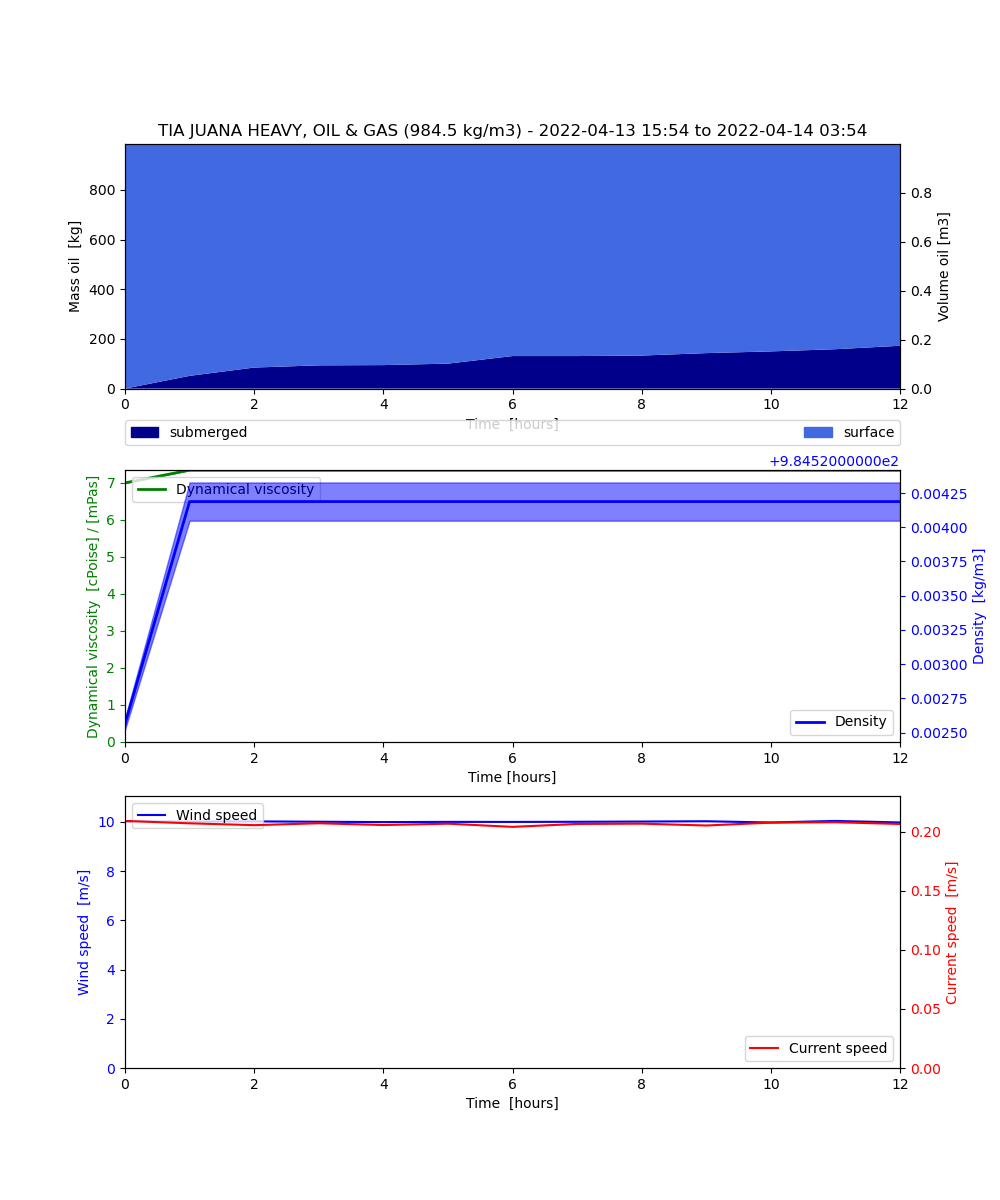 TIA JUANA HEAVY, OIL & GAS (984.5 kg/m3) - 2022-04-13 15:54 to 2022-04-14 03:54
Mass oil  [kg]
800
600
400
200
0
0.8
0.6
0.4
0.2
0.0
Volume oil [m3]
0 2 4 6 8 10 12
Time  [hours]
submerged surface
+9.8452000000e2
Dynamical viscosity  [cPoise] / [mPas]
7
6
5
4
3
2
1
0
Dynamical viscosity
0.00425
0.00400
0.00375
0.00350
0.00325
0.00300
0.00275
0.00250
Density  [kg/m3]
Density
0 2 4 6 8 10 12
Time [hours]
Wind speed  [m/s]
10
8
6
4
2
0
Wind speed
0.20
0.15
0.10
0.05
0.00
Current speed  [m/s]
Current speed
0 2 4 6 8 10 12
Time  [hours]